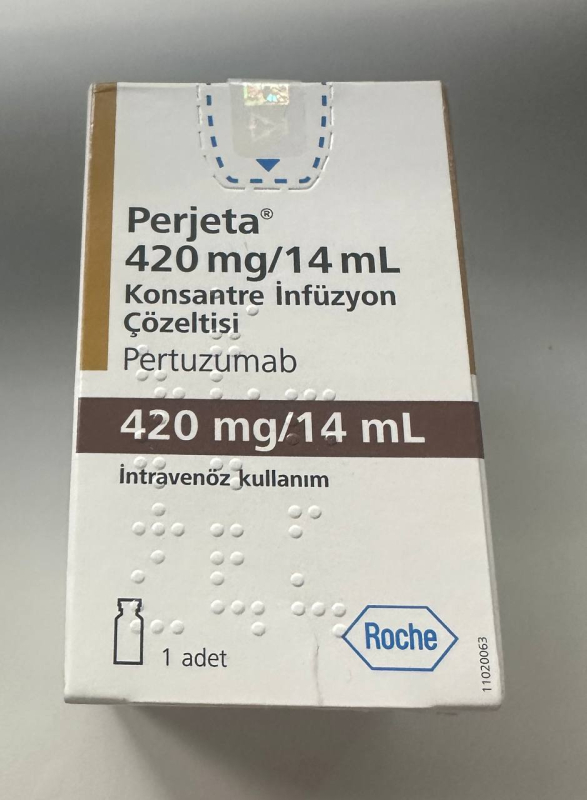 Perjeta®
420 mg/14 mL
Konsantre İnfüzyon
Çözeltisi
Pertuzumab
420 mg/14 mL
İntravenöz kullanım
1 adet
Roche
11020063